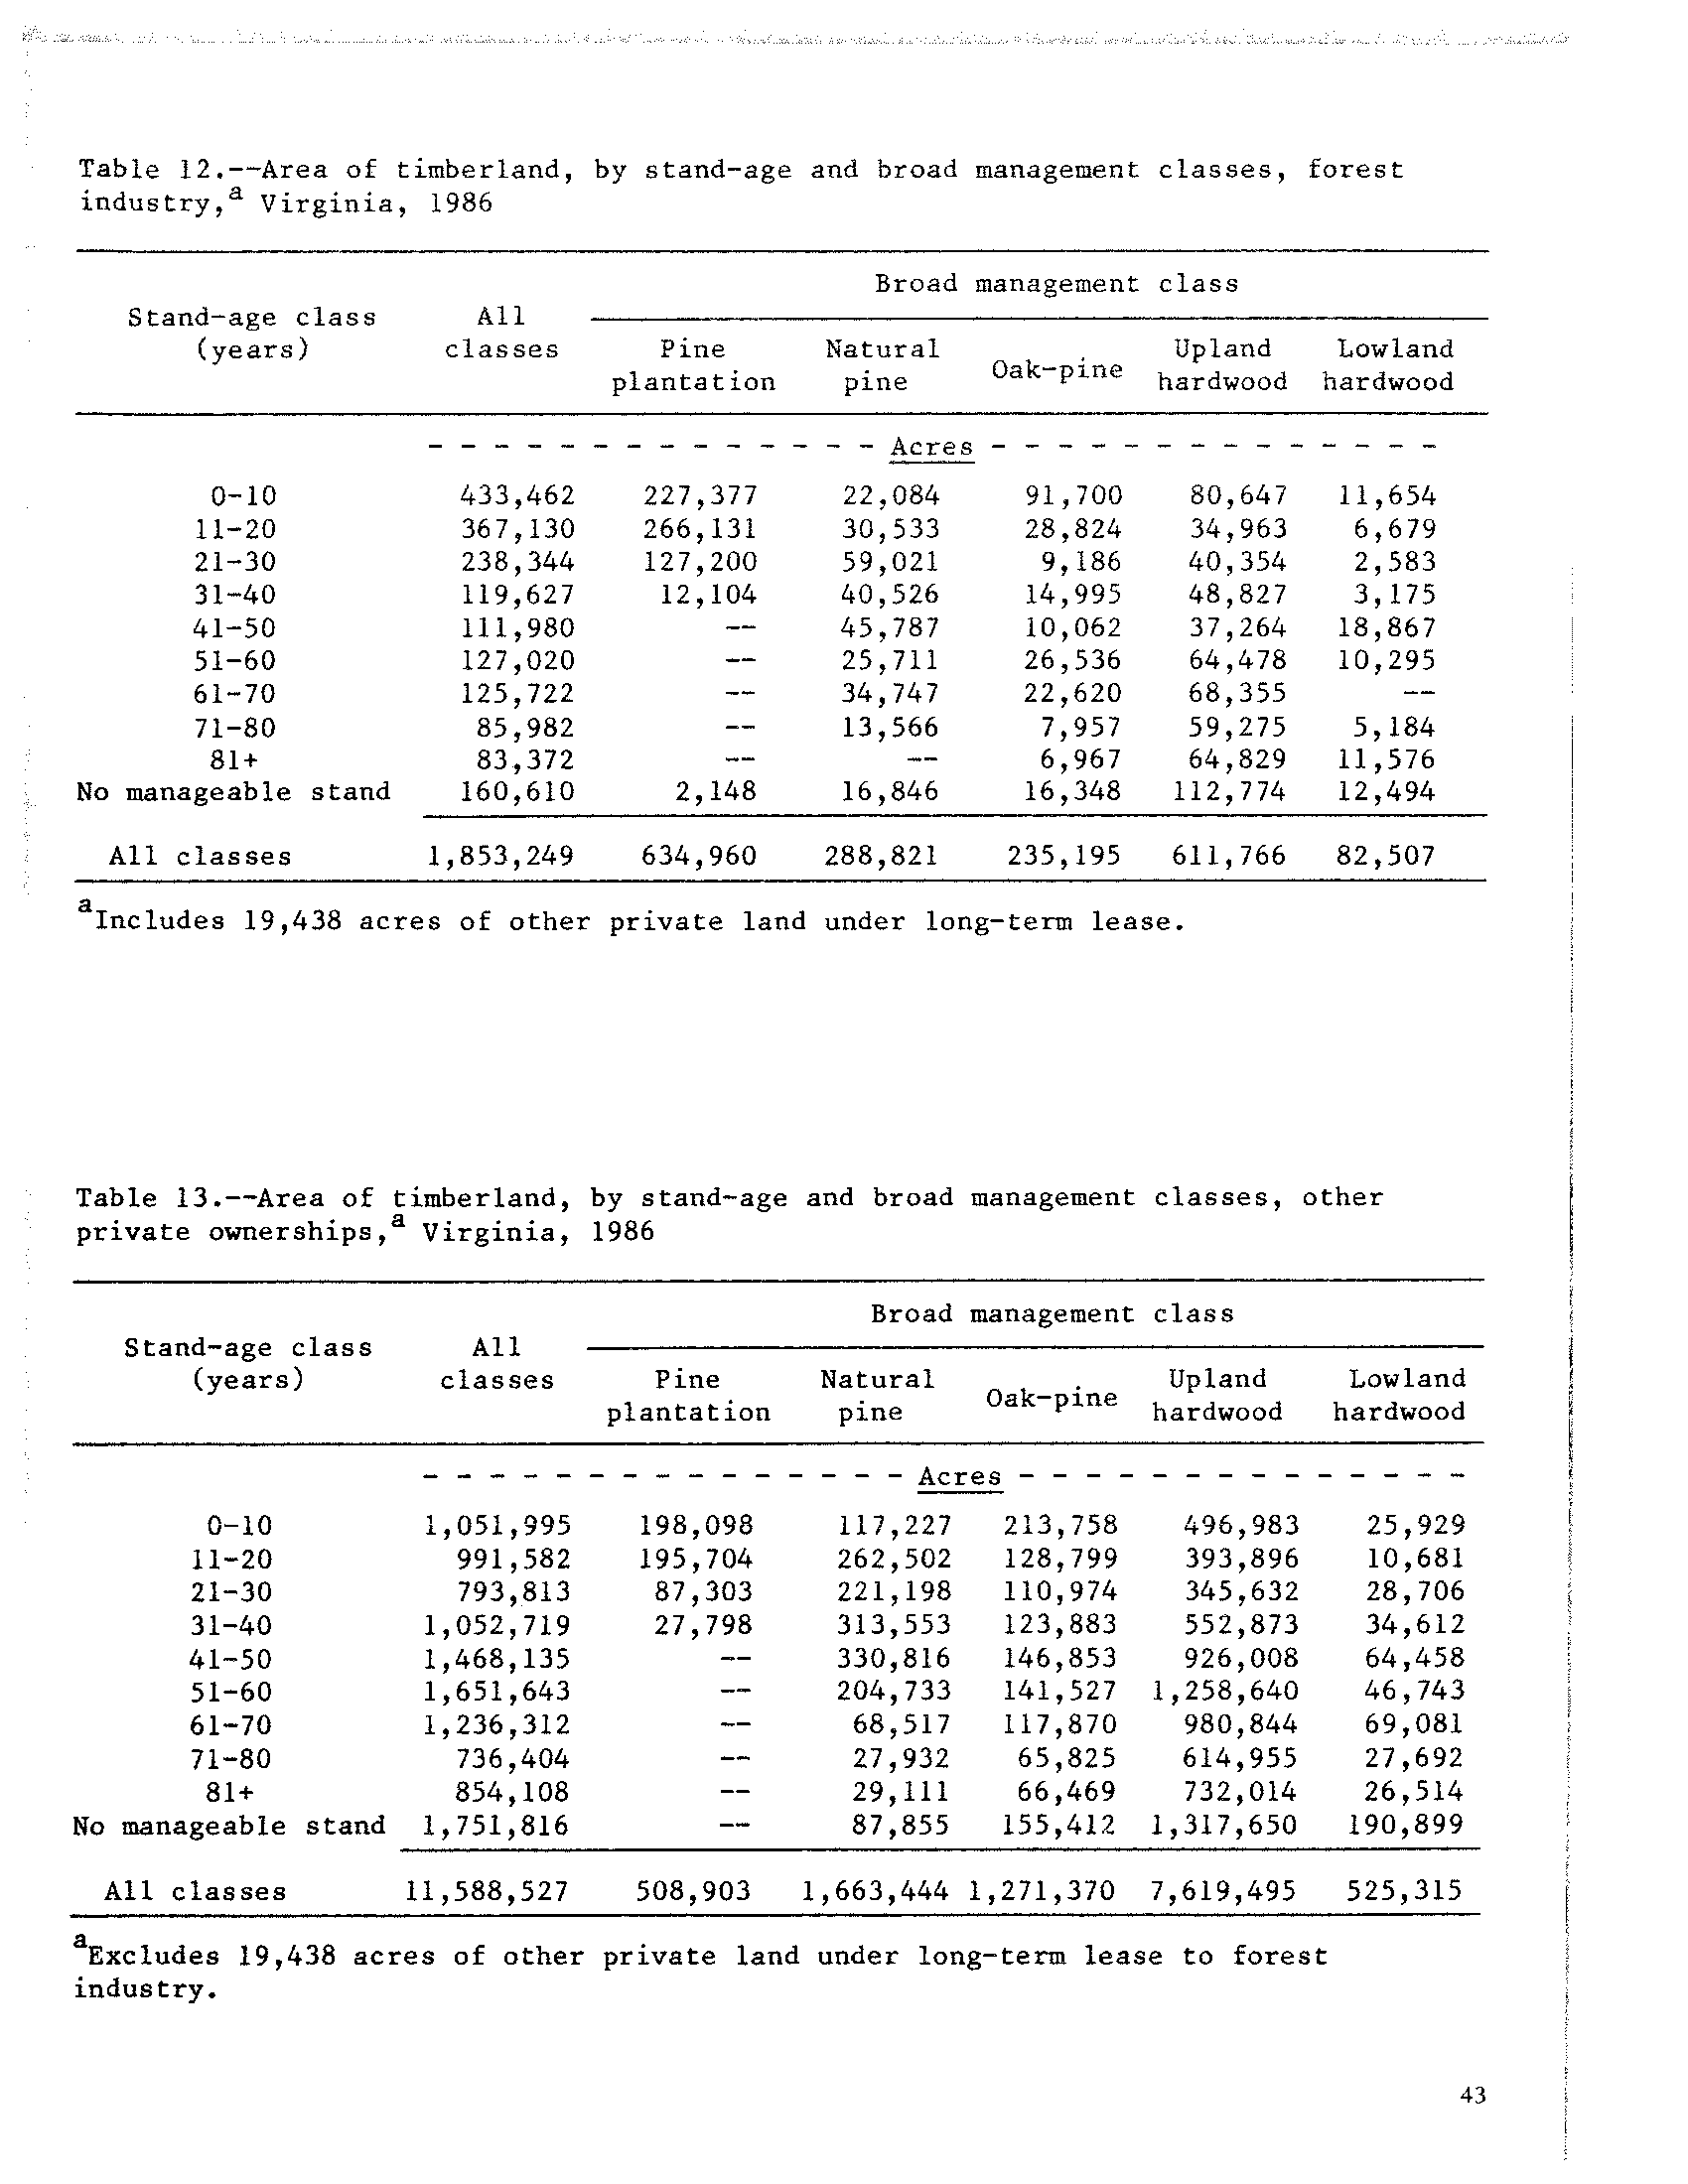 Table 12.--Area of timberland, by stand-age and broad management classes, forest
industry,a Virginia, 1986
Broad management class
Stand-age class All
(years) classes Pine Natural Oak-pine Upland Lowland
plantation pine hardwood hardwood
- - - - - - - - - - - - - - Acres - - - - - - - - - - - - - -
0-10 433,462 227,377 22,084 91,700 80,647 11,654
11-20 367,130 266,131 30,533 28,824 34,963 6,679
21-30 238,344 127,200 59,021 9,186 40,354 2,583
31-40 119,627 12,104 40,526 14,995 48,827 3,175
41-50 111,980 -- 45,787 10,062 37,264 18,867
51-60 127,020 -- 25,711 26,536 64,478 10,295
61-70 125,722 -- 34,747 22,620 68,355 --
71-80 85,982 -- 13,566 7,957 59,275 5,184
81+ 83,372 -- -- 6,967 64,829 11,576
No manageable stand 160,610 2,148 16,846 16,348 112,774 12,494
All classes 1,853,249 634,960 288,821 235,195 611,766 82,507
aIncludes 19,438 acres of other private land under long-term lease.
Table 13.--Area of timberland, by stand-age and broad management classes, other
private ownerships,a Virginia, 1986
Broad management class
Stand-age class All
(years) classes Pine Natural Oak-pine Upland Lowland
plantation pine hardwood hardwood
- - - - - - - - - - - - - - - Acres - - - - - - - - - - - - - -
0-10 1,051,995 198,098 117,227 213,758 496,983 25,929
11-20 991,582 195,704 262,502 128,799 393,896 10,681
21-30 793,813 87,303 221,198 110,974 345,632 28,706
31-40 1,052,719 27,798 313,553 123,883 552,873 34,612
41-50 1,468,135 -- 330,816 146,853 926,008 64,458
51-60 1,651,643 -- 204,733 141,527 1,258,640 46,743
61-70 1,236,312 -- 68,517 117,870 980,844 69,081
71-80 736,404 -- 27,932 65,825 614,955 27,692
81+ 854,108 -- 29,111 66,469 732,014 26,514
No manageable stand 1,751,816 -- 87,855 155,412 1,317,650 190,899
All classes 11,588,527 508,903 1,663,444 1,271,370 7,619,495 525,315
aExcludes 19,438 acres of other private land under long-term lease to forest
industry.
43